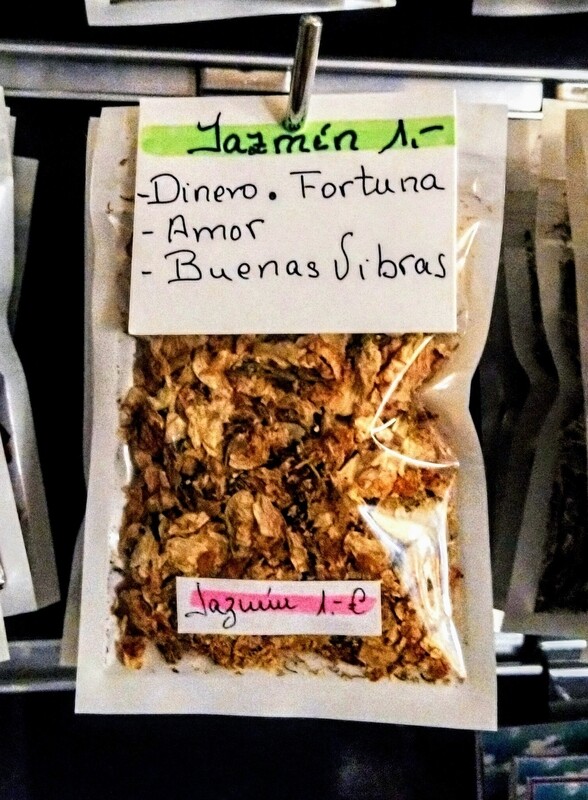 Jazmín 1.-
-Dinero. Fortuna
- Amor
- Buenas Vibras
Jazmín 1.-€